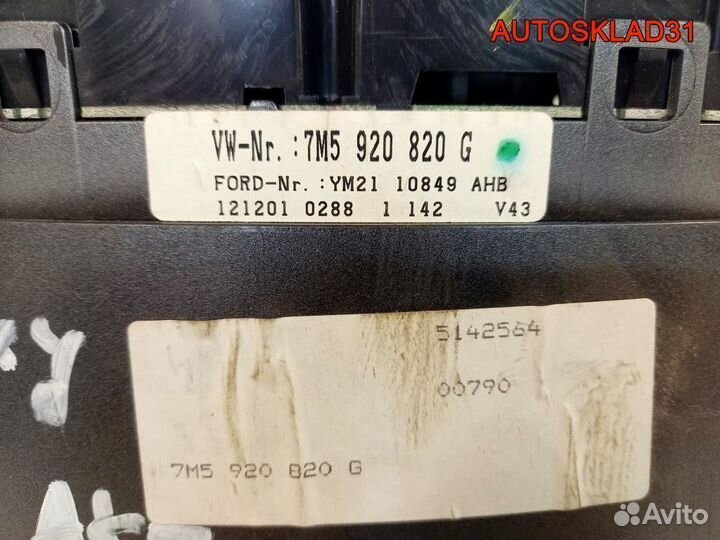 AUTOSKLAD31
VW-Nr.:7M5 920 820 G
FORD-Nr.:YM21 10849 AHB
121201 0288 1 142 V43
5142564
00790
7M5 920 820 G
Avito